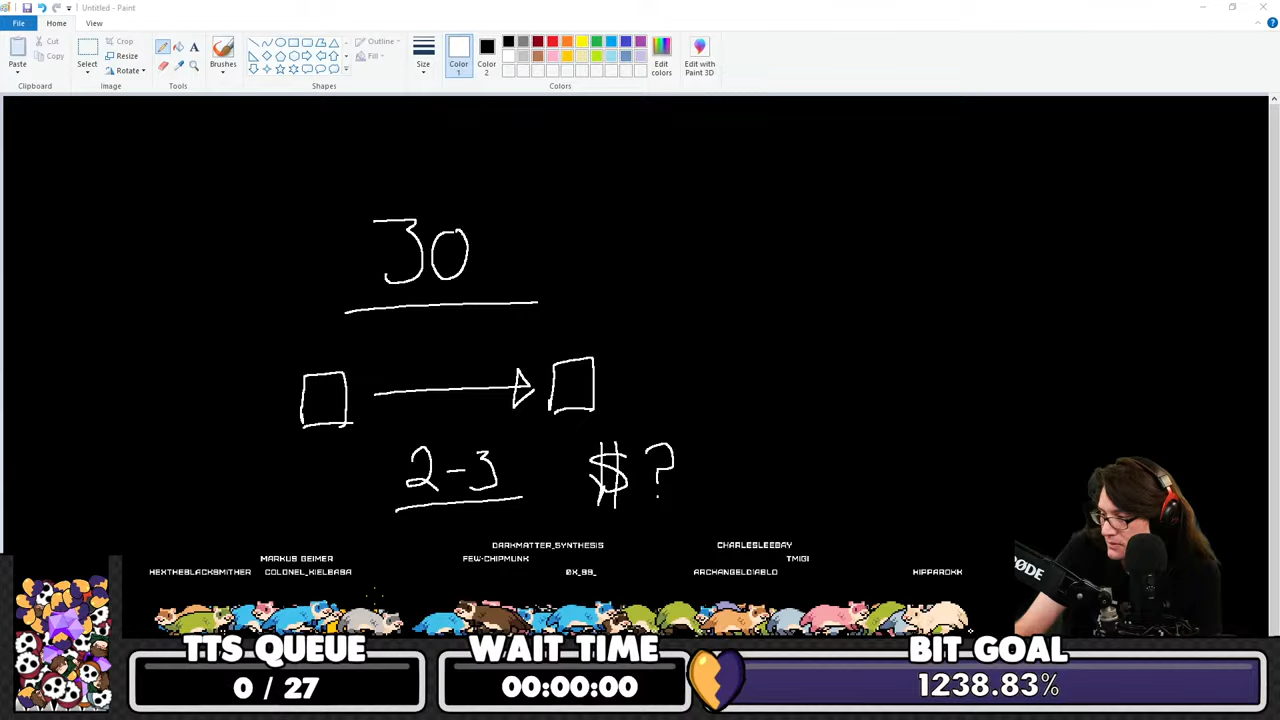 Untitled - Paint
File Home View
Paste
Cut
Copy
Clipboard
Select
Crop
Resize
Rotate
Image
Tools
Brushes
Shapes
Outline
Fill
Size
Color 1
Color 2
Colors
Edit colors
Edit with Paint 3D
30
2-3 $?
DARKMATTER_SYNTHESIS CHARLESLEEDAY
MARKUS GEIMER FEW-CHIPMUNK TMIGI
HEXTHEBLACKSMITHER COLONEL_KIELBASA 0X_99_ ARCHANGELDIABLO HIPPAROKK
RØDE
TTS QUEUE WAIT TIME BIT GOAL
0 / 27 00:00:00 1238.83%